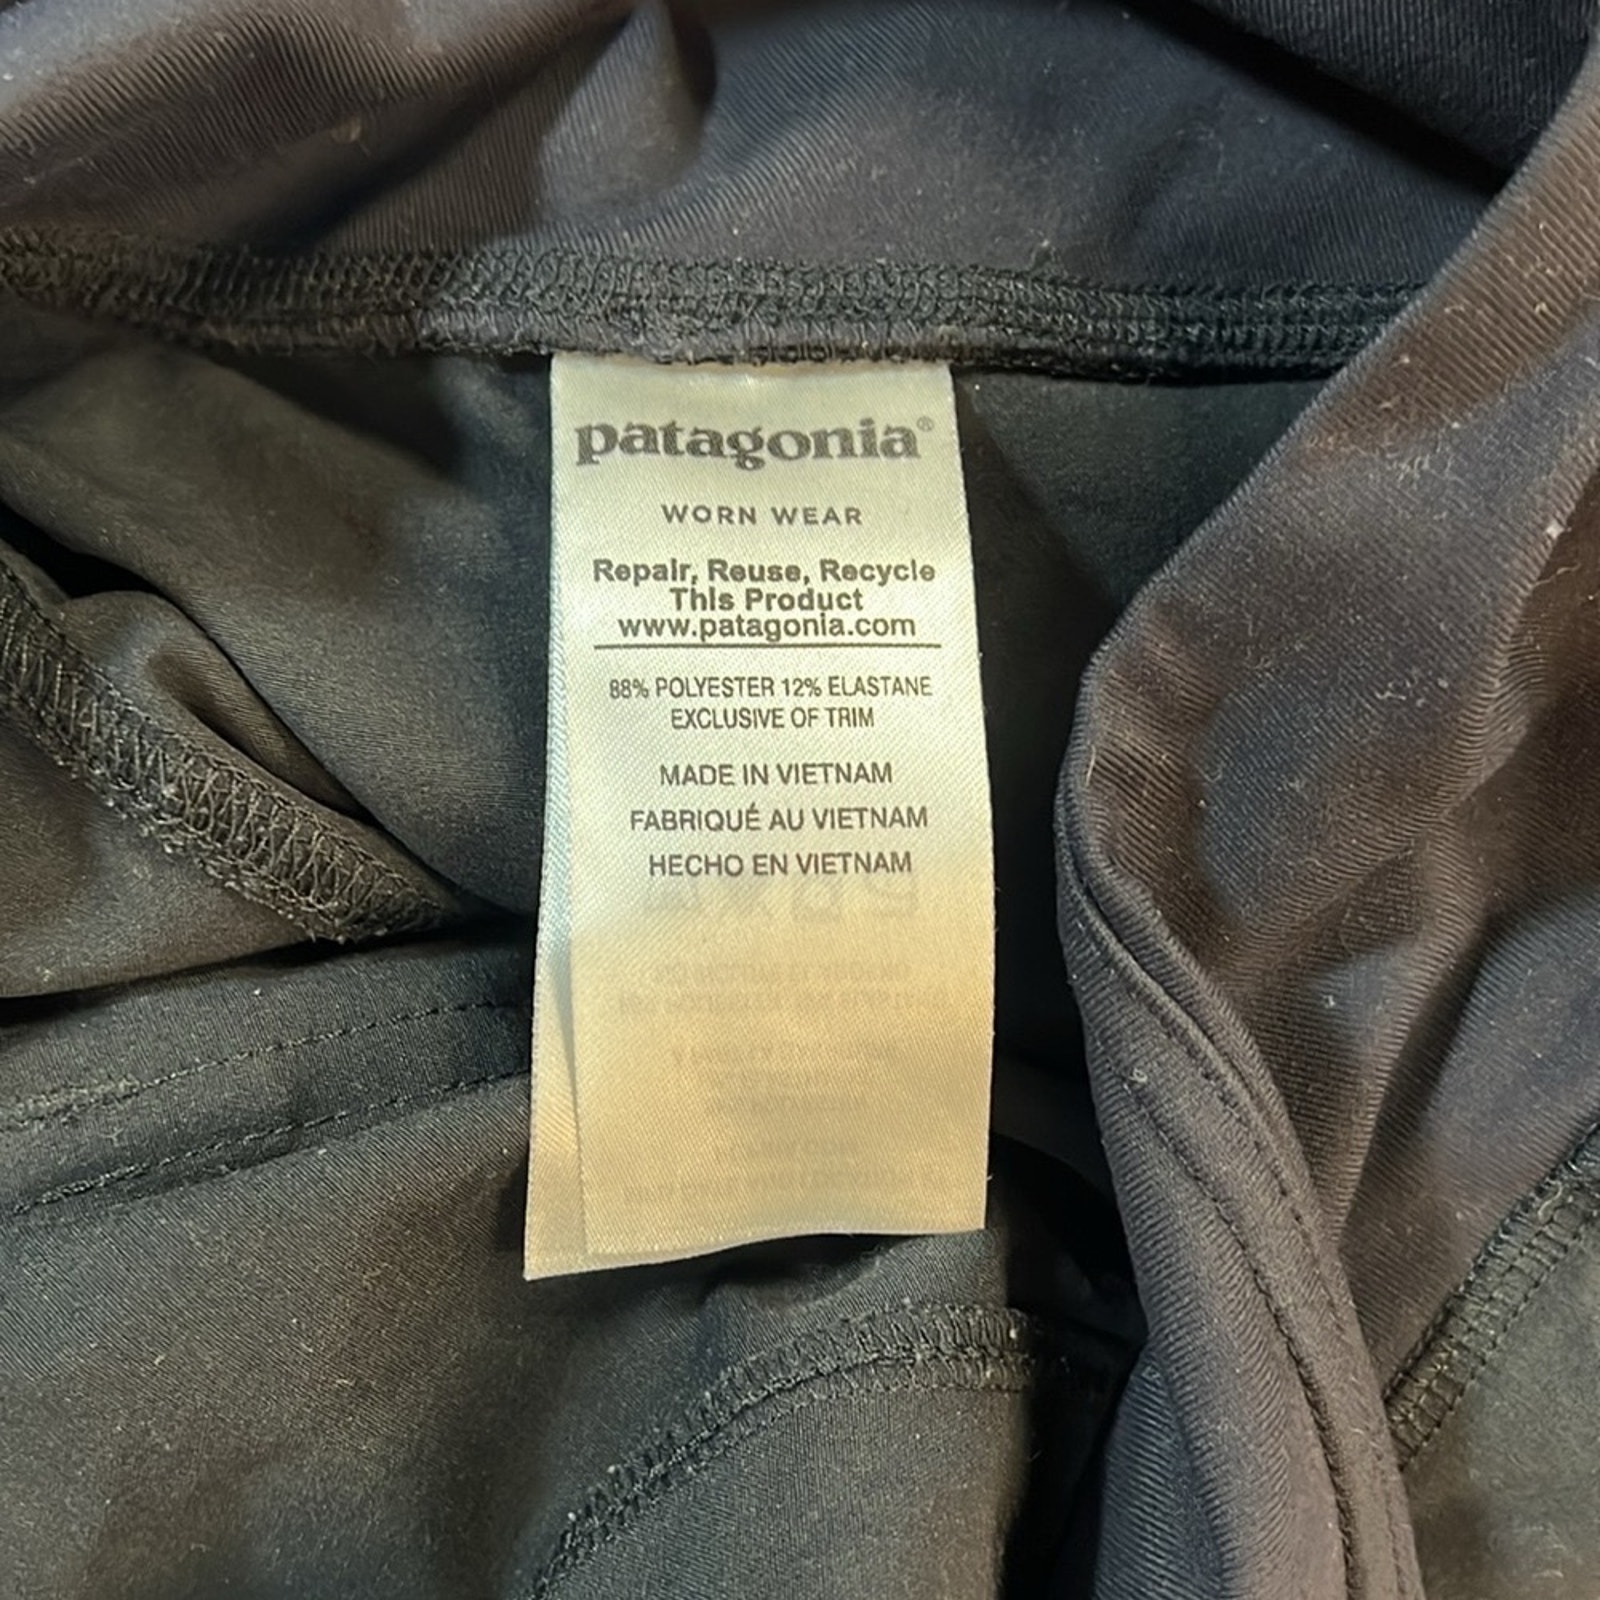 patagonia®
WORN WEAR
Repair, Reuse, Recycle
This Product
www.patagonia.com
88% POLYESTER 12% ELASTANE
EXCLUSIVE OF TRIM
MADE IN VIETNAM
FABRIQUÉ AU VIETNAM
HECHO EN VIETNAM